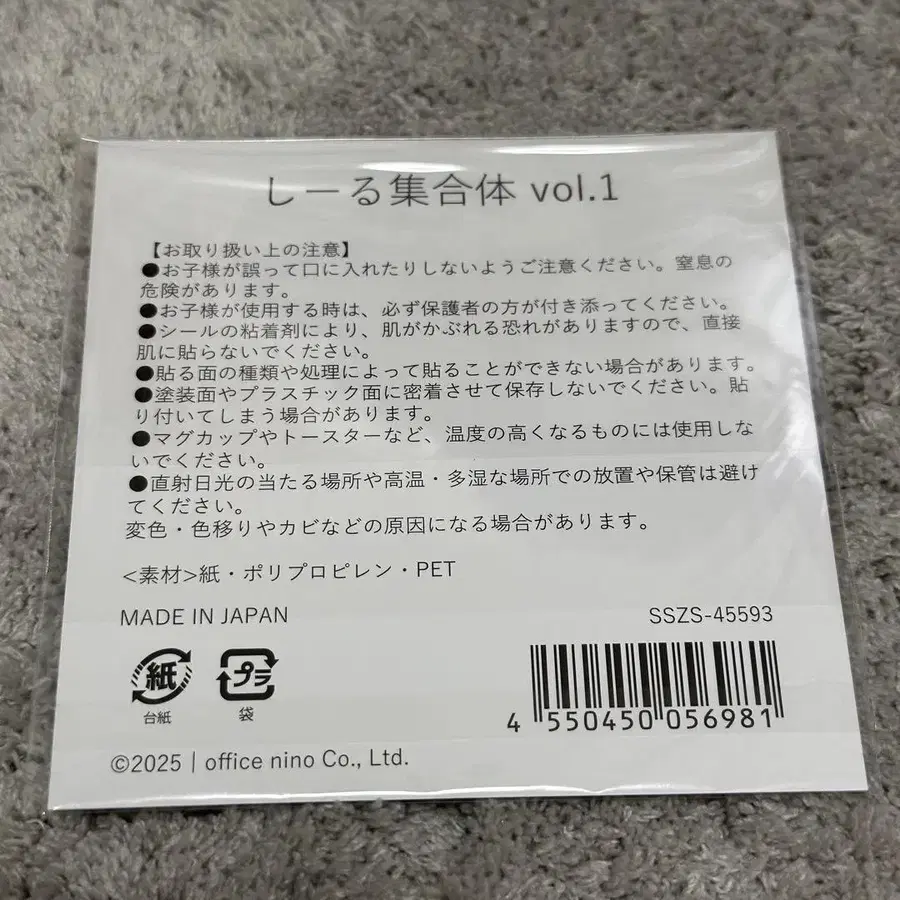 しーる集合体 vol.1
【お取り扱い上の注意】
●お子様が誤って口に入れたりしないようご注意ください。窒息の
危険があります。
●お子様が使用する時は、必ず保護者の方が付き添ってください。
●シールの粘着剤により、肌がかぶれる恐れがありますので、直接
肌に貼らないでください。
●貼る面の種類や処理によって貼ることができない場合があります。
●塗装面やプラスチック面に密着させて保存しないでください。貼
り付いてしまう場合があります。
●マグカップやトースターなど、温度の高くなるものには使用しな
いでください。
●直射日光の当たる場所や高温・多湿な場所での放置や保管は避け
てください。
変色・色移りやカビなどの原因になる場合があります。
<素材>紙・ポリプロピレン・PET
MADE IN JAPAN
SSZS-45593
紙
台紙
プラ
袋
4 550450 056981
©2025 | office nino Co., Ltd.